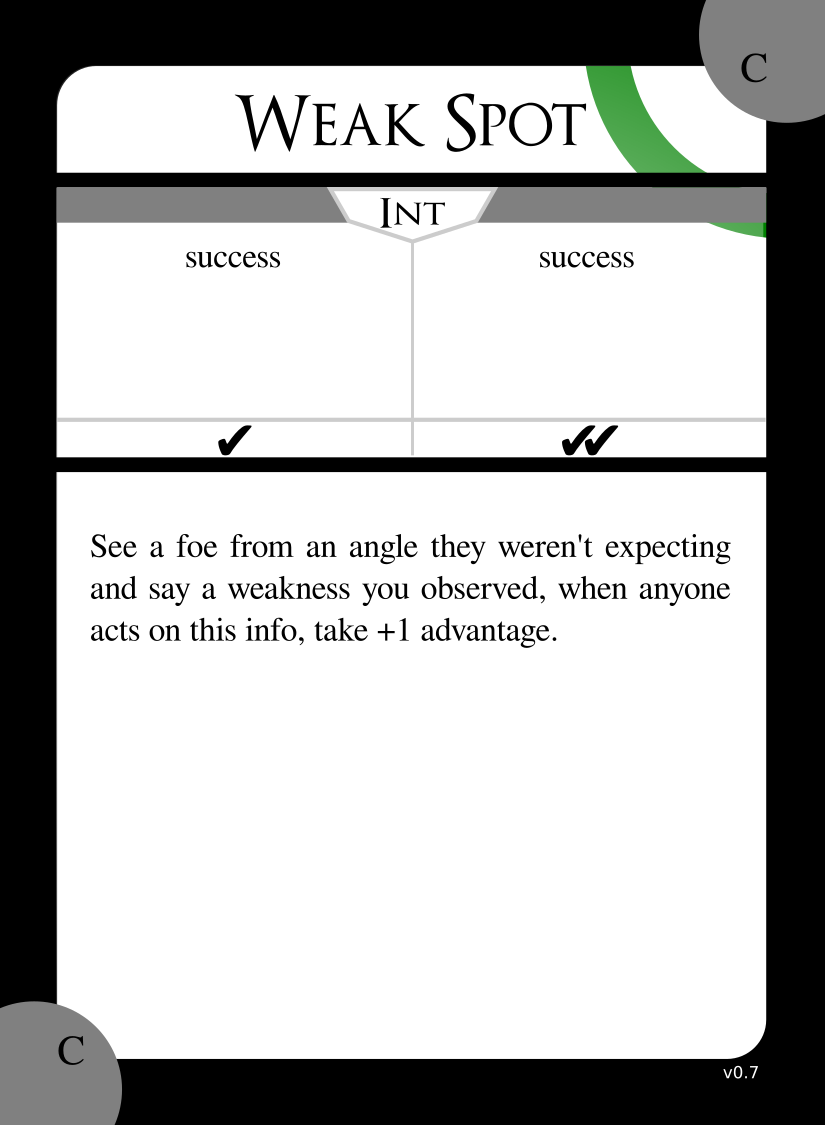 C
Weak Spot
Int
success success
✔ ✔✔
See a foe from an angle they weren't expecting
and say a weakness you observed, when anyone
acts on this info, take +1 advantage.
C
v0.7